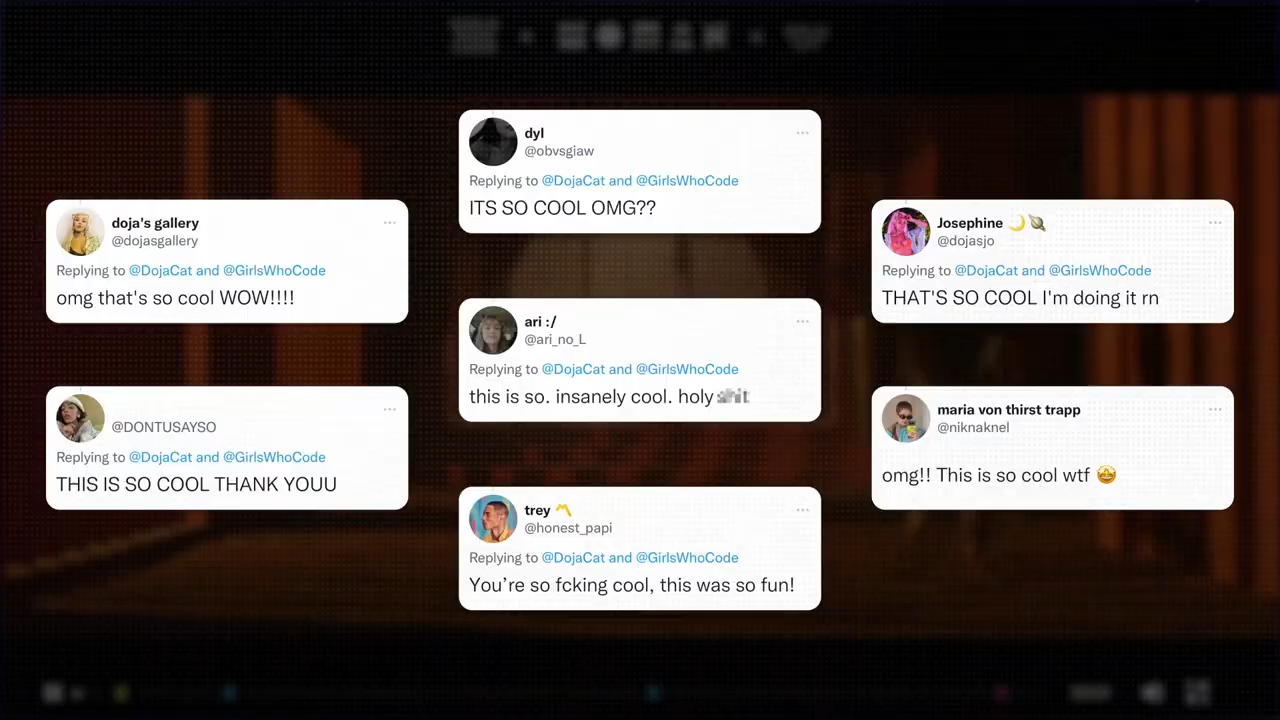 dyl
@obvsgiaw
Replying to @DojaCat and @GirlsWhoCode
ITS SO COOL OMG??
doja's gallery
@dojasgallery
Replying to @DojaCat and @GirlsWhoCode
omg that's so cool WOW!!!!
Josephine 🌙🪐
@dojasjo
Replying to @DojaCat and @GirlsWhoCode
THAT'S SO COOL I'm doing it rn
ari :/
@ari_no_L
Replying to @DojaCat and @GirlsWhoCode
this is so. insanely cool. holy
@DONTUSAYSO
Replying to @DojaCat and @GirlsWhoCode
THIS IS SO COOL THANK YOUU
maria von thirst trapp
@niknaknel
omg!! This is so cool wtf 🤩
trey 〽️
@honest_papi
Replying to @DojaCat and @GirlsWhoCode
You’re so fcking cool, this was so fun!